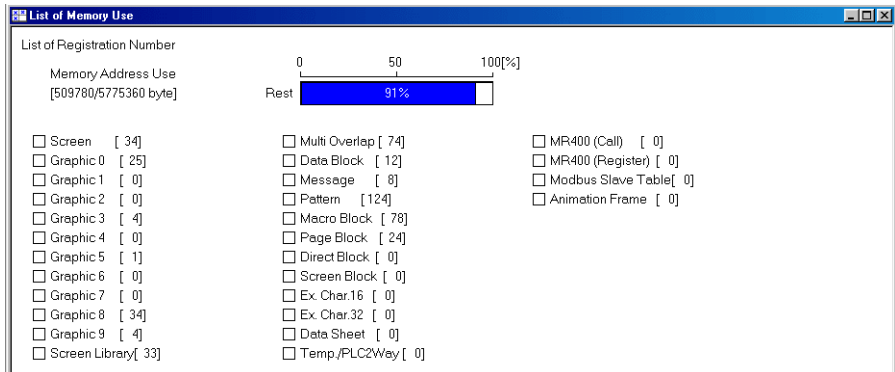 List of Memory Use
List of Registration Number
0 50 100[%]
Memory Address Use
[509780/5775360 byte] Rest 91%
Screen [ 34] Multi Overlap [ 74] MR400 (Call) [ 0]
Graphic 0 [ 25] Data Block [ 12] MR400 (Register) [ 0]
Graphic 1 [ 0] Message [ 8] Modbus Slave Table[ 0]
Graphic 2 [ 0] Pattern [124] Animation Frame [ 0]
Graphic 3 [ 4] Macro Block [ 78]
Graphic 4 [ 0] Page Block [ 24]
Graphic 5 [ 1] Direct Block [ 0]
Graphic 6 [ 0] Screen Block [ 0]
Graphic 7 [ 0] Ex. Char.16 [ 0]
Graphic 8 [ 34] Ex. Char.32 [ 0]
Graphic 9 [ 4] Data Sheet [ 0]
Screen Library[ 33] Temp./PLC2Way [ 0]